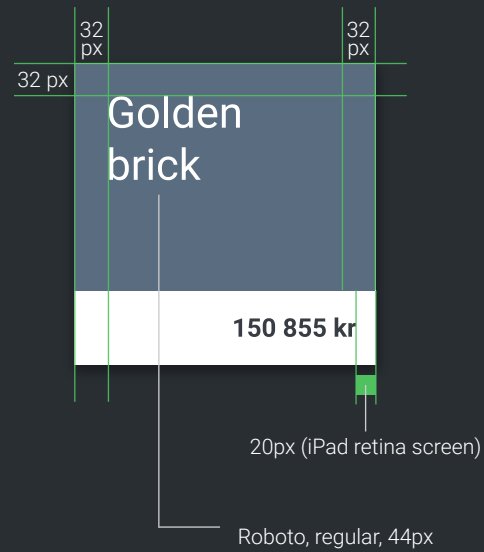 32
px
32
px
32 px
Golden
brick
150 855 kr
20px (iPad retina screen)
Roboto, regular, 44px